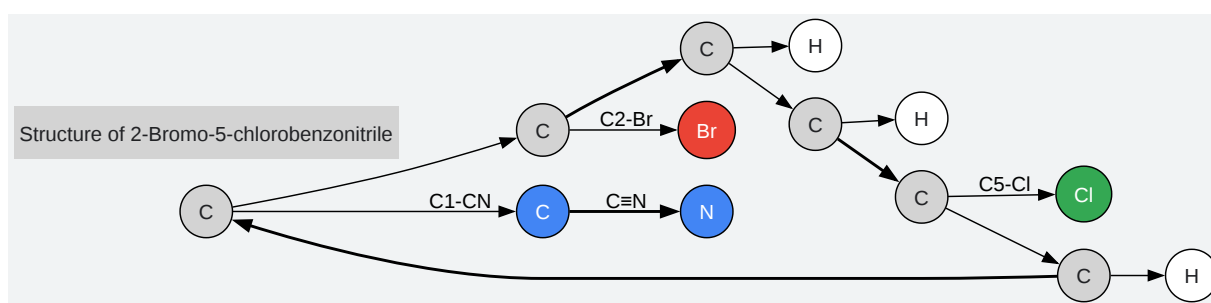 C
H
C
Br
C2-Br
C
H
Structure of 2-Bromo-5-chlorobenzonitrile
C
C1-CN
C
C≡N
N
C
C5-Cl
Cl
C
H